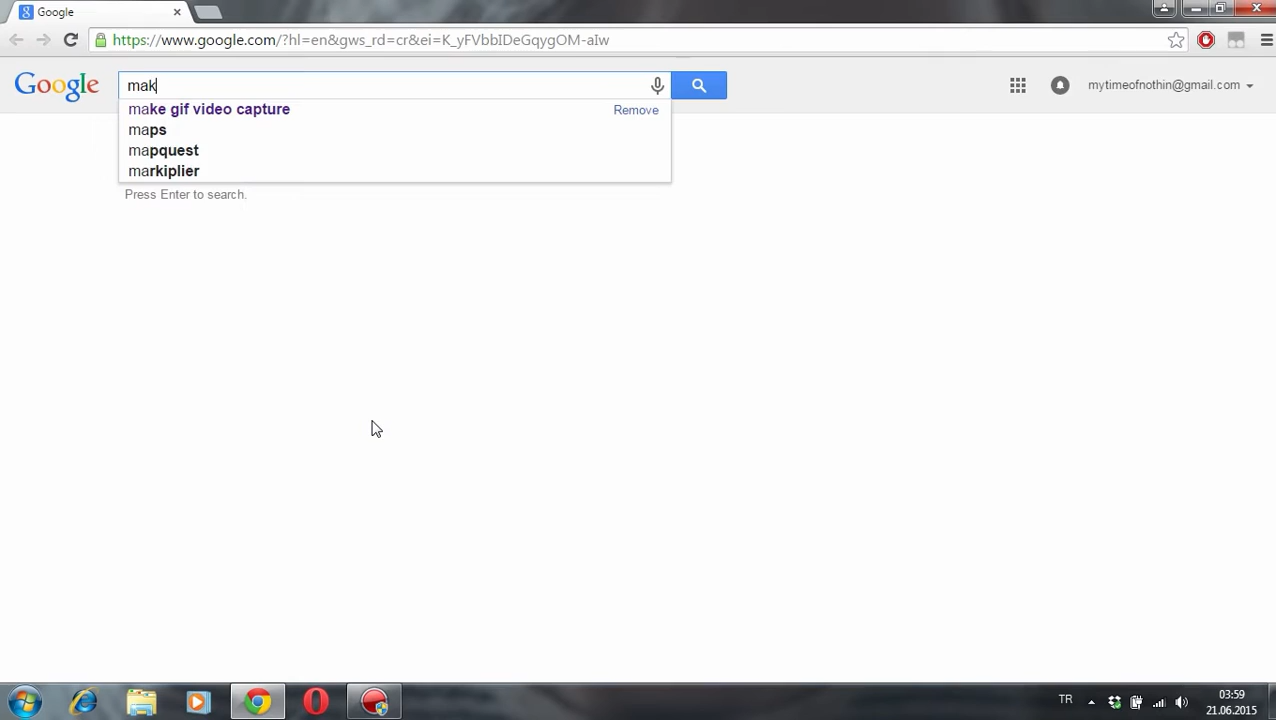 Google
https://www.google.com/?hl=en&gws_rd=cr&ei=K_yFVbbIDeGqygOM-aIw
Google
mak
mytimeofnothin@gmail.com
make gif video capture
Remove
maps
mapquest
markiplier
Press Enter to search.
TR
03:59
21.06.2015